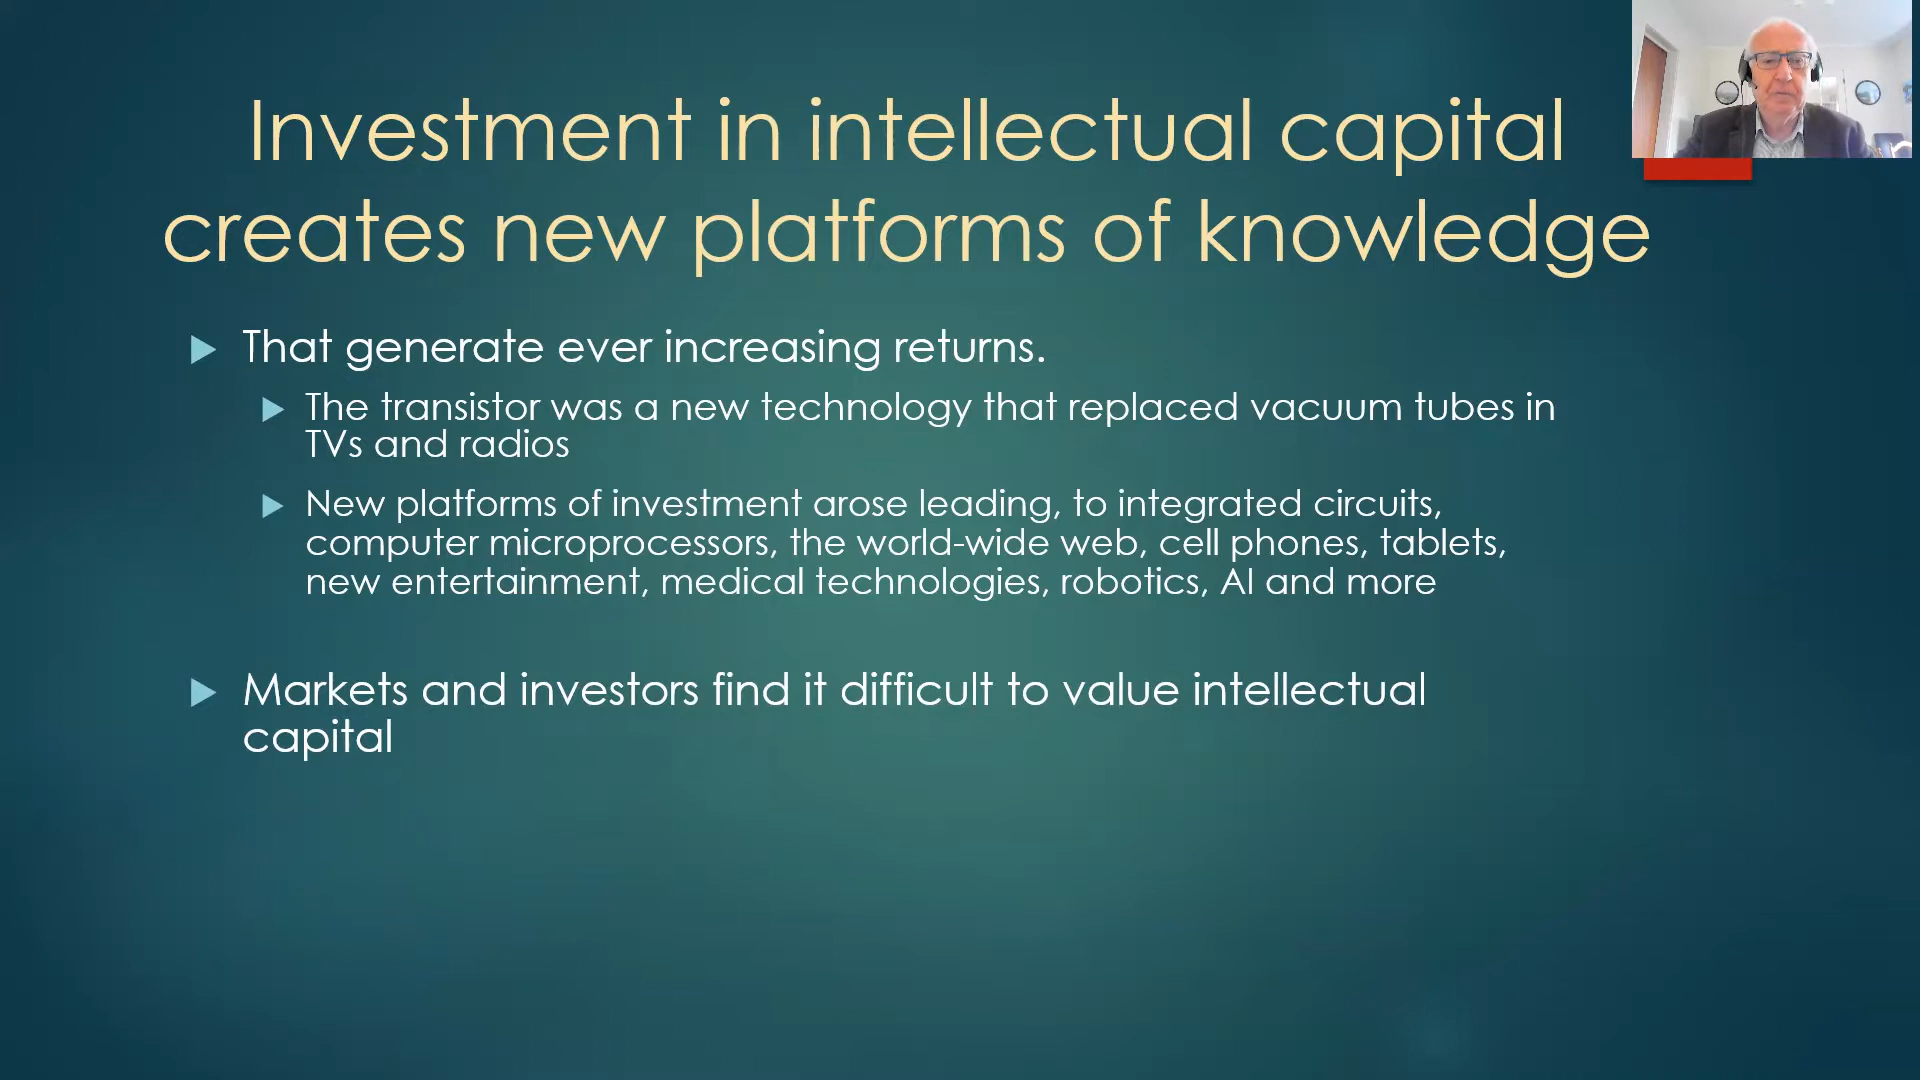 Investment in intellectual capital
creates new platforms of knowledge
That generate ever increasing returns.
The transistor was a new technology that replaced vacuum tubes in
TVs and radios
New platforms of investment arose leading, to integrated circuits,
computer microprocessors, the world-wide web, cell phones, tablets,
new entertainment, medical technologies, robotics, AI and more
Markets and investors find it difficult to value intellectual
capital